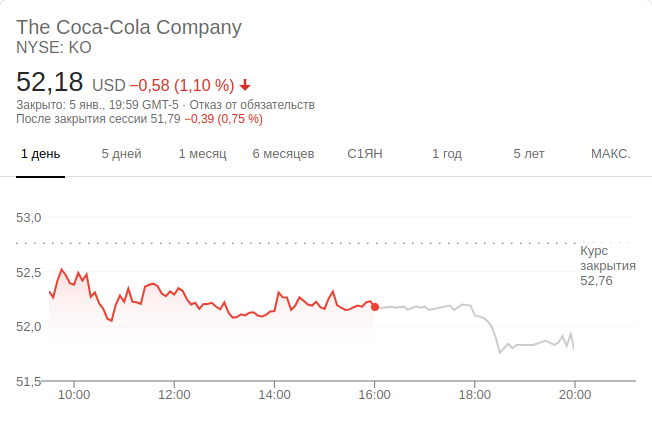 The Coca-Cola Company
NYSE: KO
52,18 USD −0,58 (1,10 %)
Закрыто: 5 янв., 19:59 GMT-5 · Отказ от обязательств
После закрытия сессии 51,79 −0,39 (0,75 %)
1 день 5 дней 1 месяц 6 месяцев С1ЯН 1 год 5 лет МАКС.
53,0
Курс
закрытия
52,76
52,5
52,0
51,5
10:00 12:00 14:00 16:00 18:00 20:00